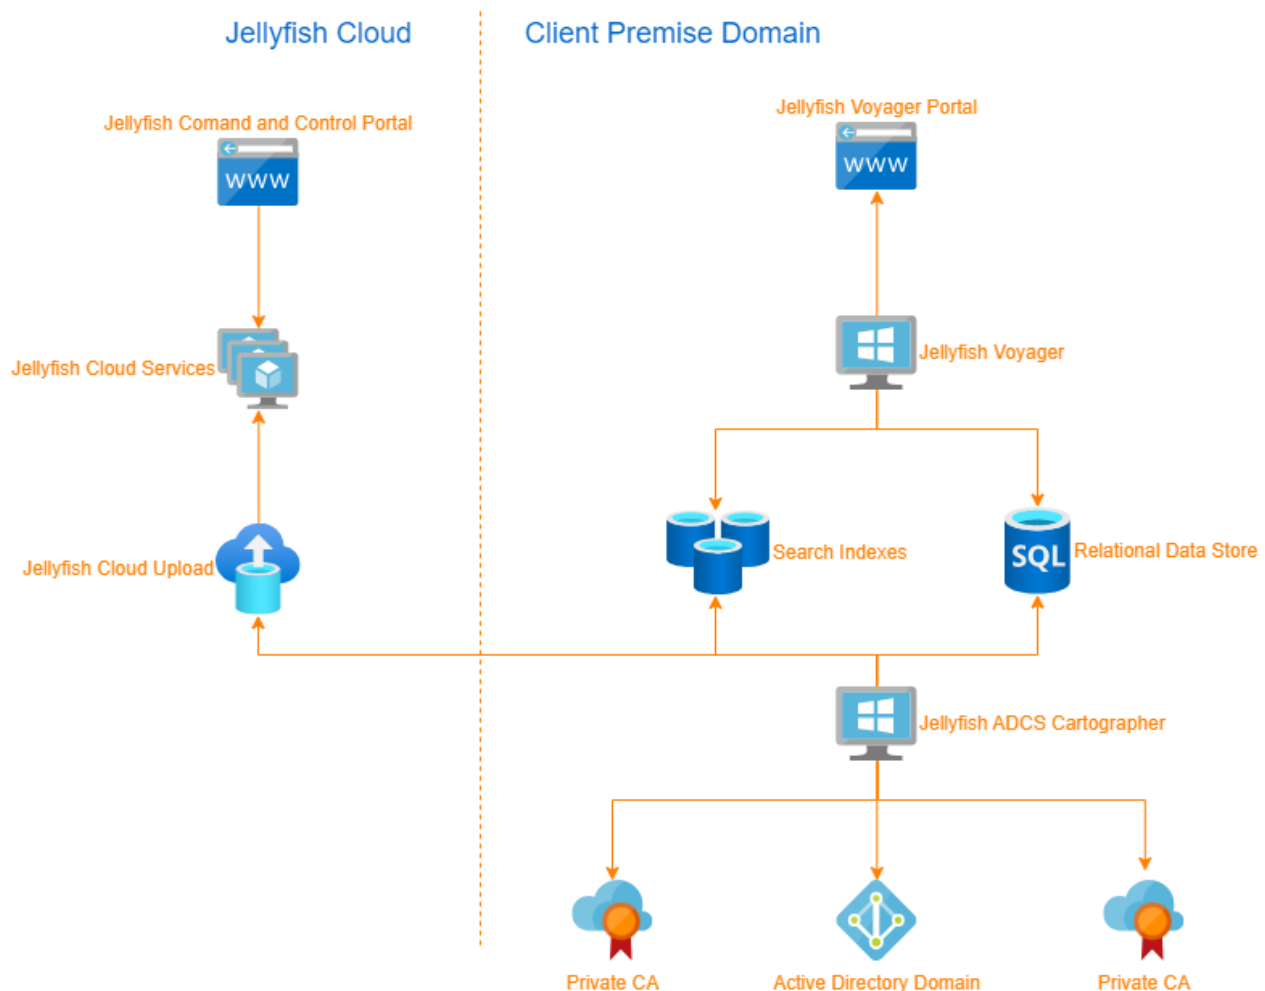 Jellyfish Cloud
Client Premise Domain
Jellyfish Comand and Control Portal
WWW
Jellyfish Voyager Portal
WWW
Jellyfish Cloud Services
Jellyfish Voyager
Jellyfish Cloud Upload
Search Indexes
SQL
Relational Data Store
Jellyfish ADCS Cartographer
Private CA
Active Directory Domain
Private CA